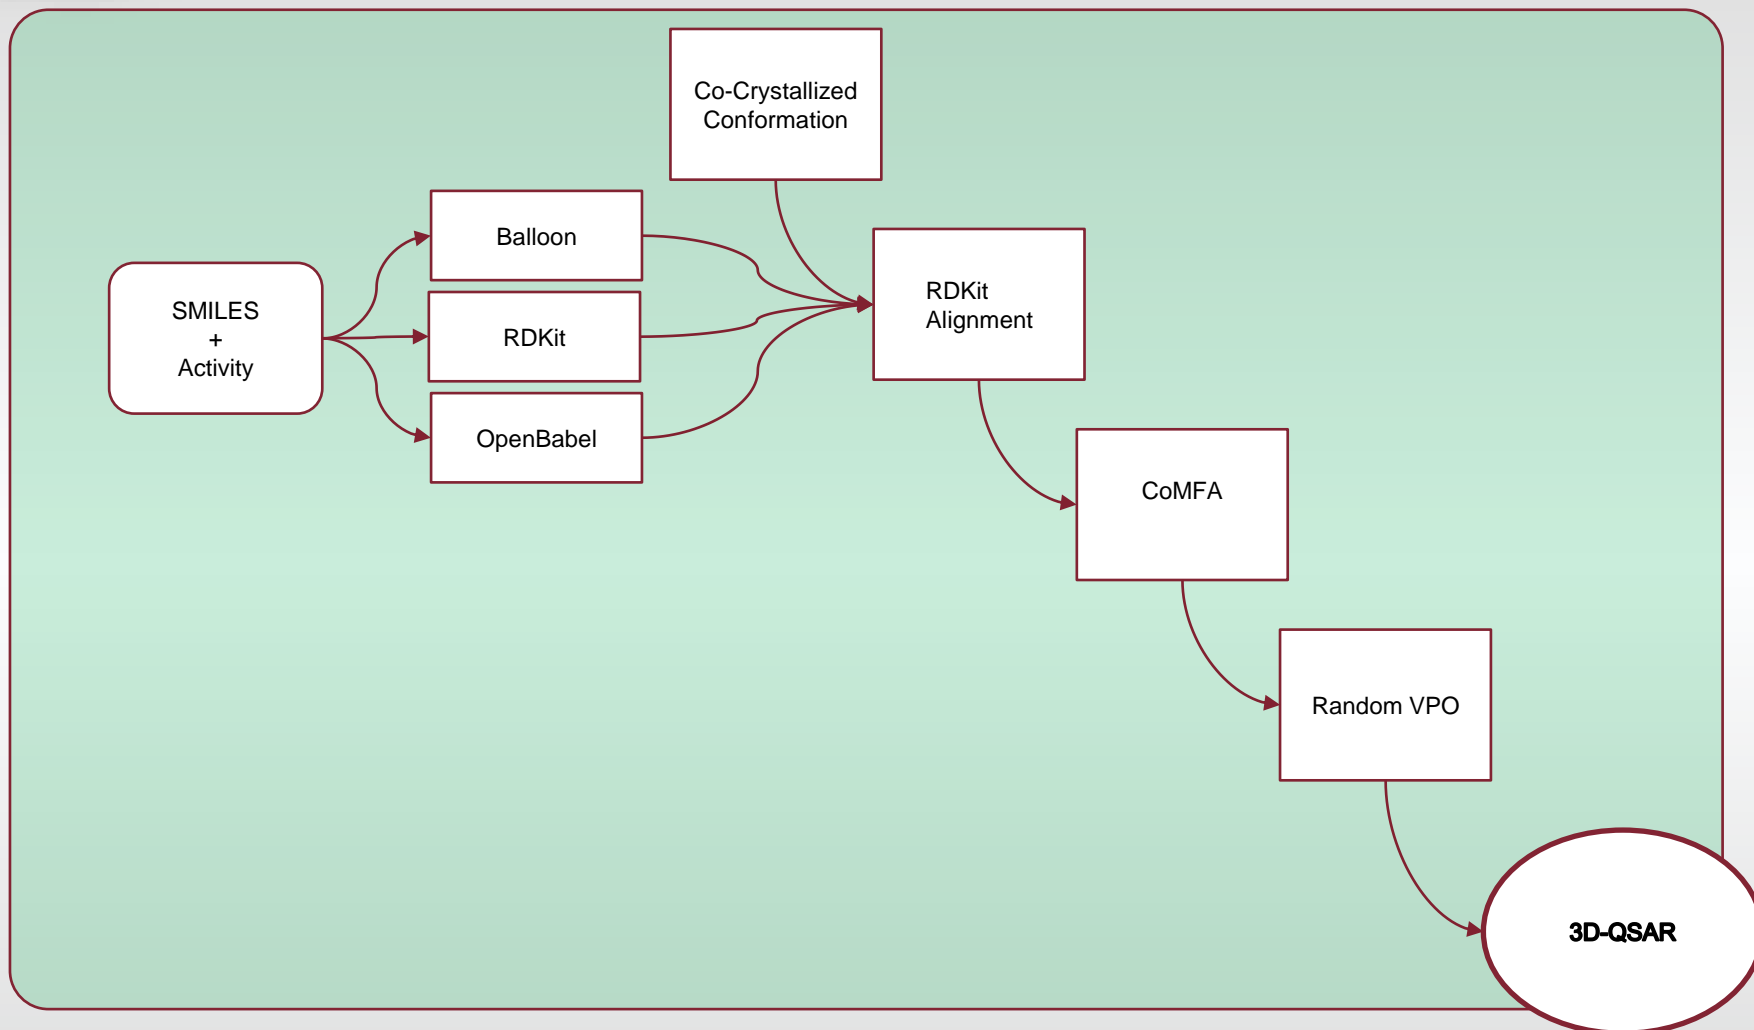 Co-Crystallized
Conformation
Balloon
SMILES
+
Activity
RDKit
OpenBabel
RDKit
Alignment
CoMFA
Random VPO
3D-QSAR